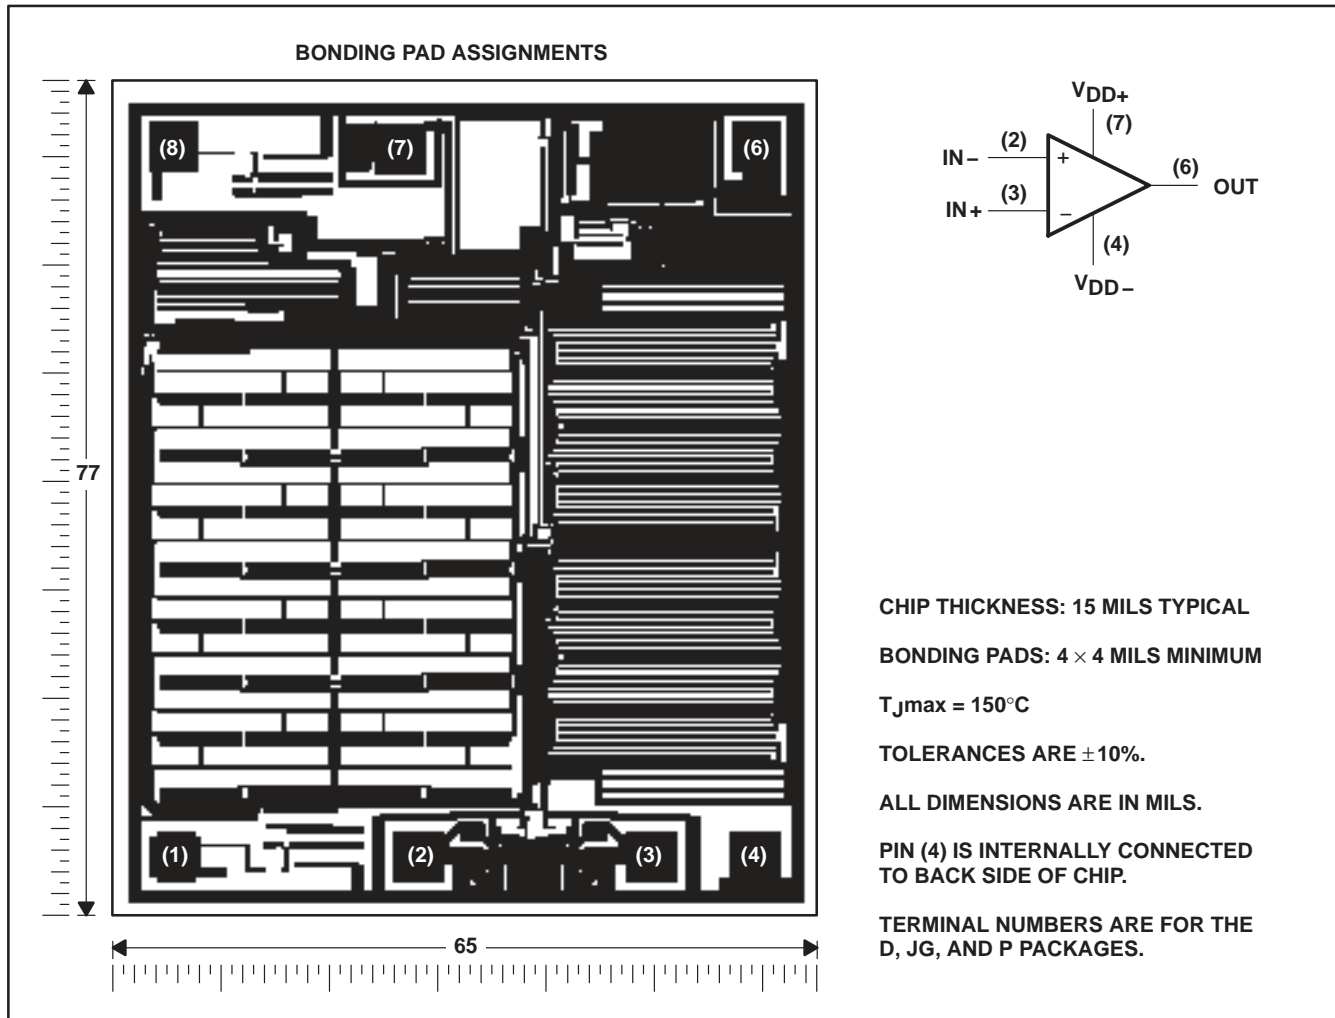 BONDING PAD ASSIGNMENTS
(8)
(7)
(6)
77
(1)
(2)
(3)
(4)
65
VDD+
(7)
IN−
(2)
+
(6)
OUT
IN+
(3)
−
(4)
VDD−
CHIP THICKNESS: 15 MILS TYPICAL
BONDING PADS: 4 × 4 MILS MINIMUM
TJmax = 150°C
TOLERANCES ARE ±10%.
ALL DIMENSIONS ARE IN MILS.
PIN (4) IS INTERNALLY CONNECTED
TO BACK SIDE OF CHIP.
TERMINAL NUMBERS ARE FOR THE
D, JG, AND P PACKAGES.